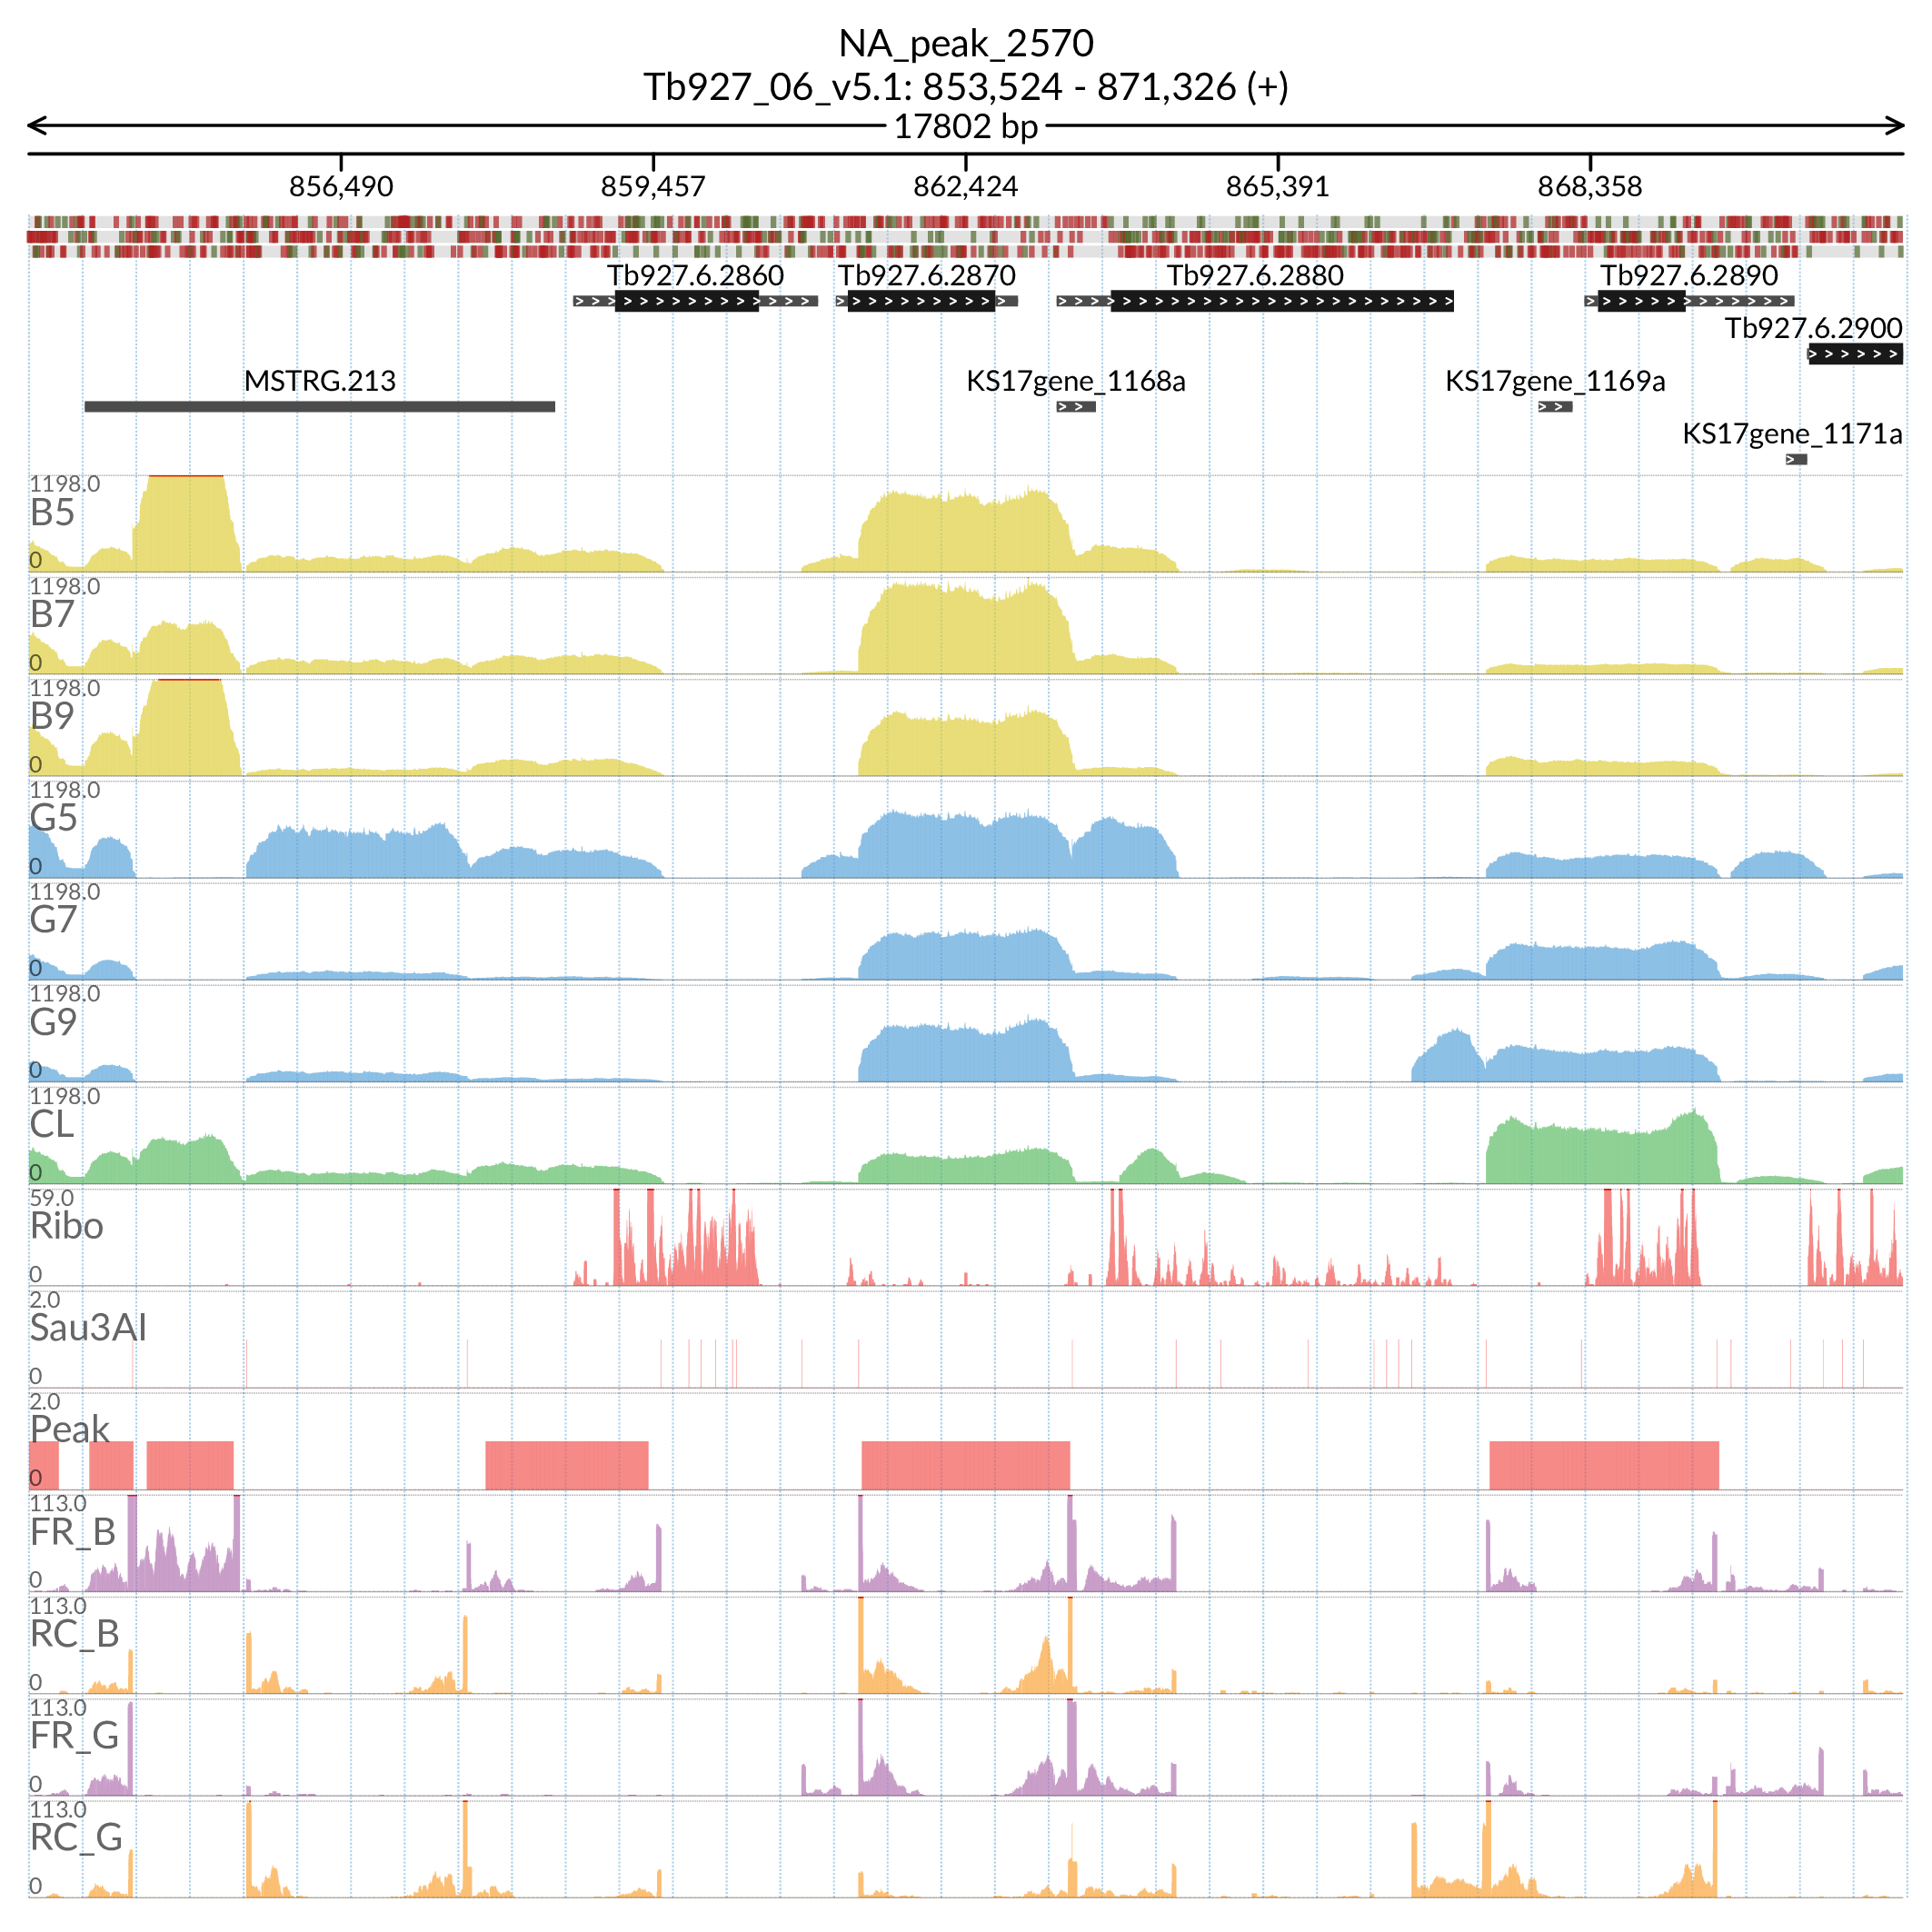 NA_peak_2570
Tb927_06_v5.1: 853,524 - 871,326 (+)
17802 bp
856,490 859,457 862,424 865,391 868,358
Tb927.6.2860 Tb927.6.2870 Tb927.6.2880 Tb927.6.2890
Tb927.6.2900
MSTRG.213 KS17gene_1168a KS17gene_1169a
KS17gene_1171a
1198.0
B5
0
1198.0
B7
0
1198.0
B9
0
1198.0
G5
0
1198.0
G7
0
1198.0
G9
0
1198.0
CL
0
59.0
Ribo
0
2.0
Sau3AI
0
2.0
Peak
0
113.0
FR_B
0
113.0
RC_B
0
113.0
FR_G
0
113.0
RC_G
0